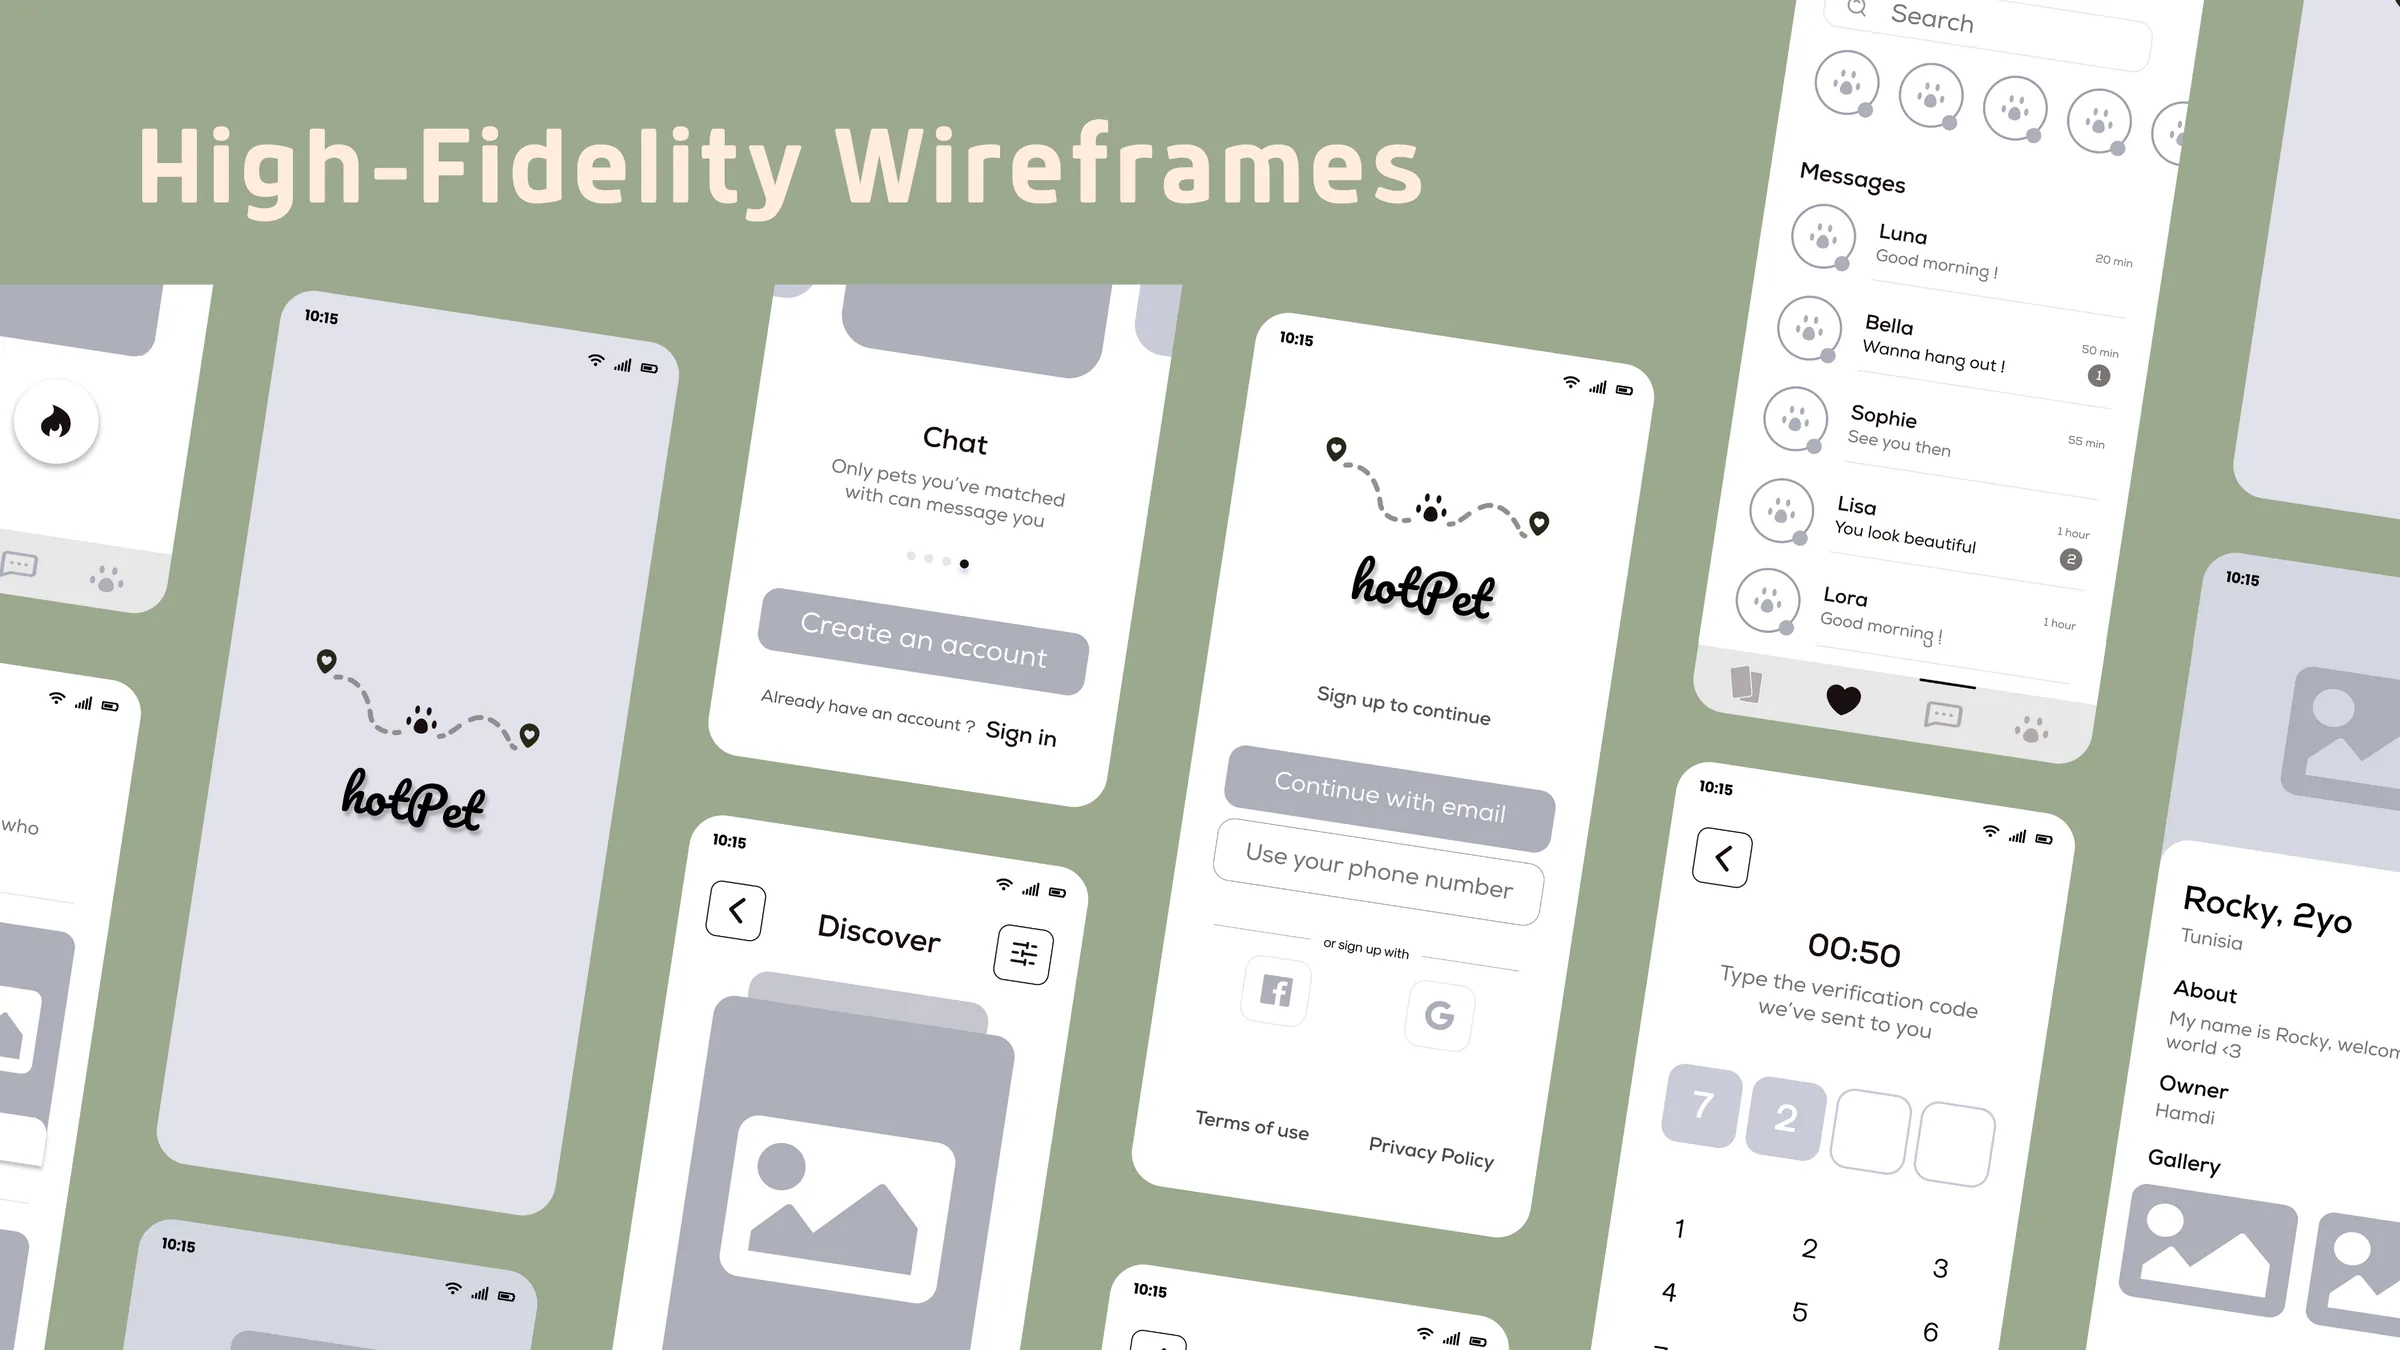 High-Fidelity Wireframes
who
10:15
10:15
hotPet
Chat
Only pets you've matched
with can message you
Create an account
Already have an account ? Sign in
10:15
Discover
10:15
hotPet
Sign up to continue
Continue with email
Use your phone number
or sign up with
Terms of use
Privacy Policy
10:15
Search
Messages
Luna
Good morning !
20 min
Bella
Wanna hang out !
50 min
1
Sophie
See you then
55 min
Lisa
You look beautiful
1 hour
2
Lora
Good morning !
1 hour
10:15
00:50
Type the verification code
we've sent to you
7 2
1 2 3
4 5 6
10:15
Rocky, 2yo
Tunisia
About
My name is Rocky,
world <3
Owner
Hamdi
Gallery